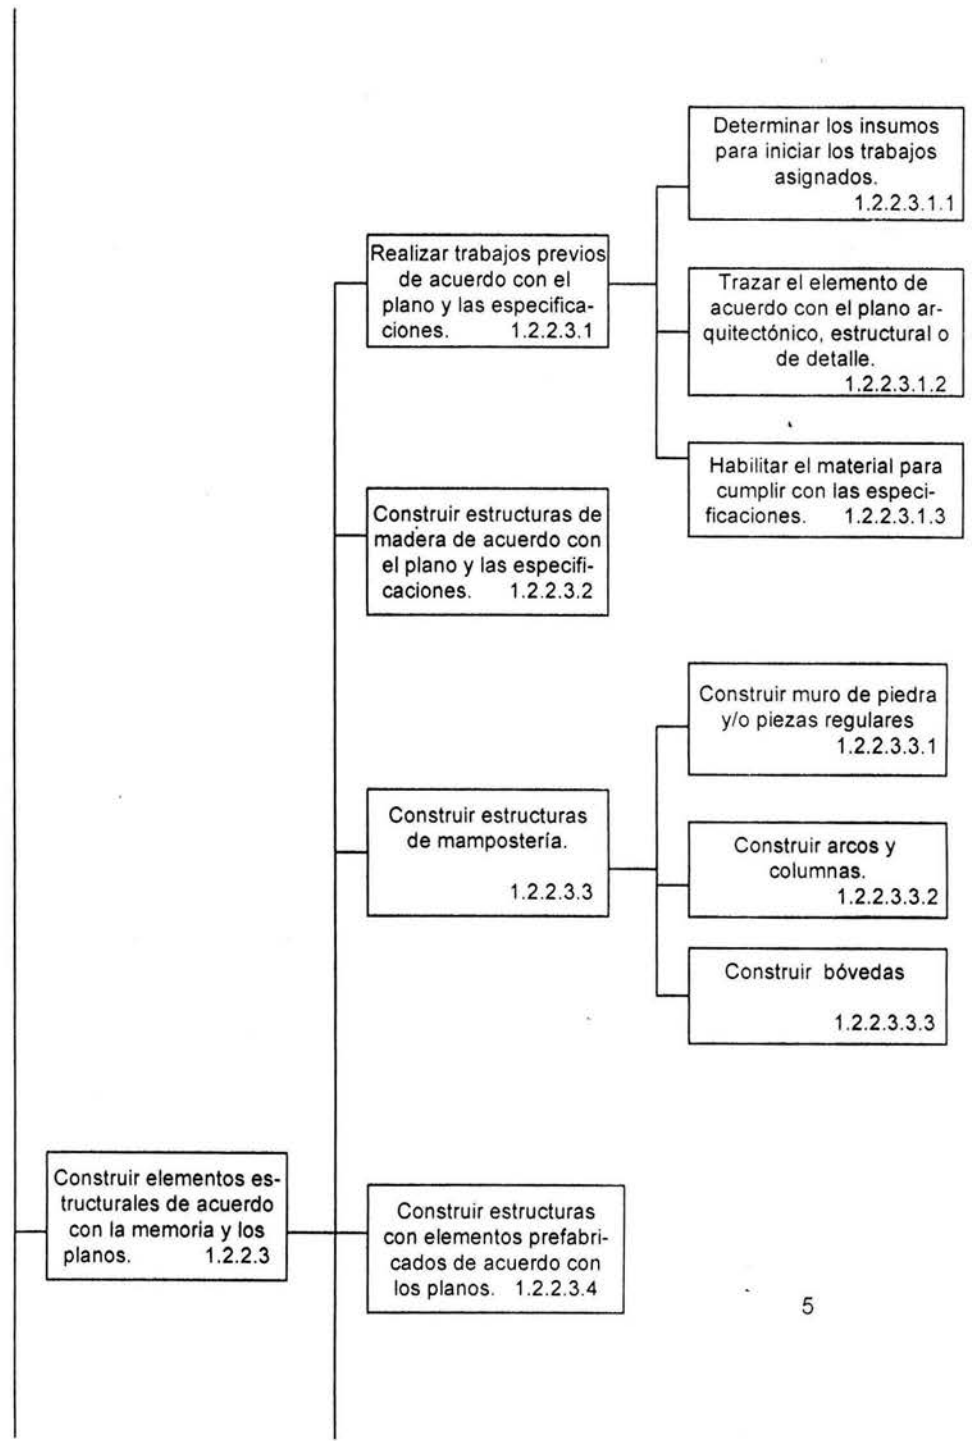 Determinar los insumos
para iniciar los trabajos
asignados.
1.2.2.3.1.1
Realizar trabajos previos
de acuerdo con el
plano y las especifica-
ciones. 1.2.2.3.1
Trazar el elemento de
acuerdo con el plano ar-
quitectónico, estructural o
de detalle.
1.2.2.3.1.2
Habilitar el material para
cumplir con las especi-
ficaciones. 1.2.2.3.1.3
Construir estructuras de
madera de acuerdo con
el plano y las especifi-
caciones. 1.2.2.3.2
Construir muro de piedra
y/o piezas regulares
1.2.2.3.3.1
Construir estructuras
de mampostería.
1.2.2.3.3
Construir arcos y
columnas.
1.2.2.3.3.2
Construir bóvedas
1.2.2.3.3.3
Construir elementos es-
tructurales de acuerdo
con la memoria y los
planos. 1.2.2.3
Construir estructuras
con elementos prefabri-
cados de acuerdo con
los planos. 1.2.2.3.4
5